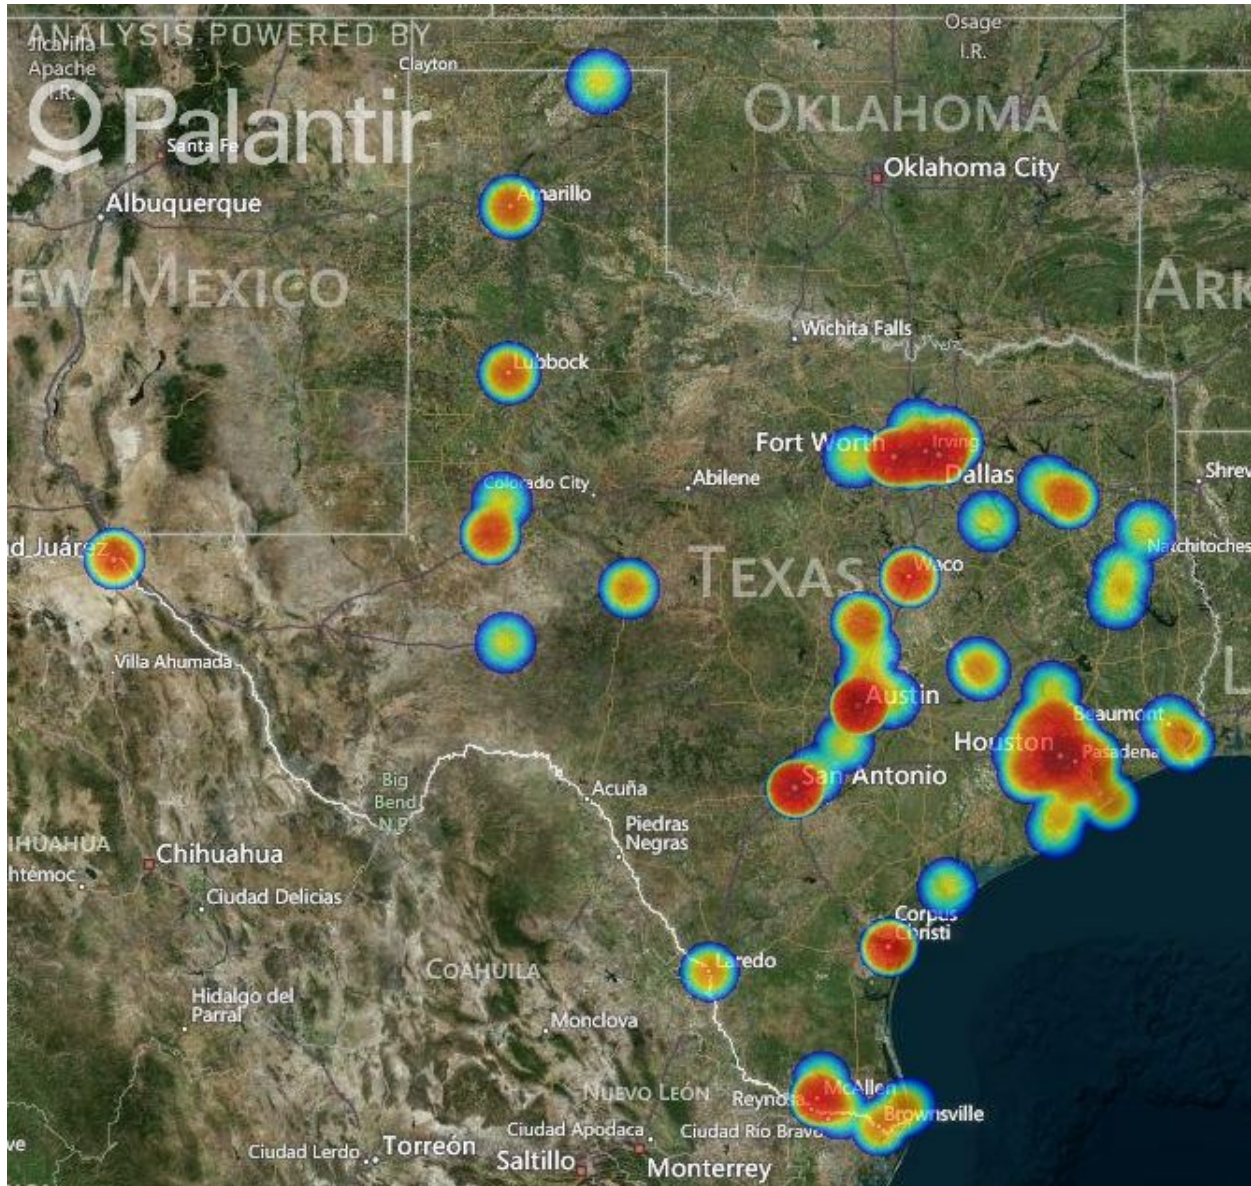 ANALYSIS POWERED BY
Palantir
Jicarilla
Apache
I.R.
Clayton
Osage
I.R.
OKLAHOMA
Santa Fe
Oklahoma City
Albuquerque
Amarillo
EW MEXICO
ARK
Wichita Falls
Lubbock
Fort Worth
Irving
Dallas
Colorado City
Abilene
Shrev
d Juárez
Natchitoches
TEXAS
Waco
Villa Ahumada
Austin
L
Beaumont
Houston
Pasadena
San Antonio
Big
Bend
N.P.
Acuña
Piedras
Negras
HIHUAHUA
Chihuahua
htémoc
Ciudad Delicias
Corpus
Christi
COAHUILA
Laredo
Hidalgo del
Parral
Monclova
NUEVO LEÓN
McAllen
Reynosa
Brownsville
Ciudad Apodaca
Ciudad Río Bravo
ve
Ciudad Lerdo
Torreón
Saltillo
Monterrey